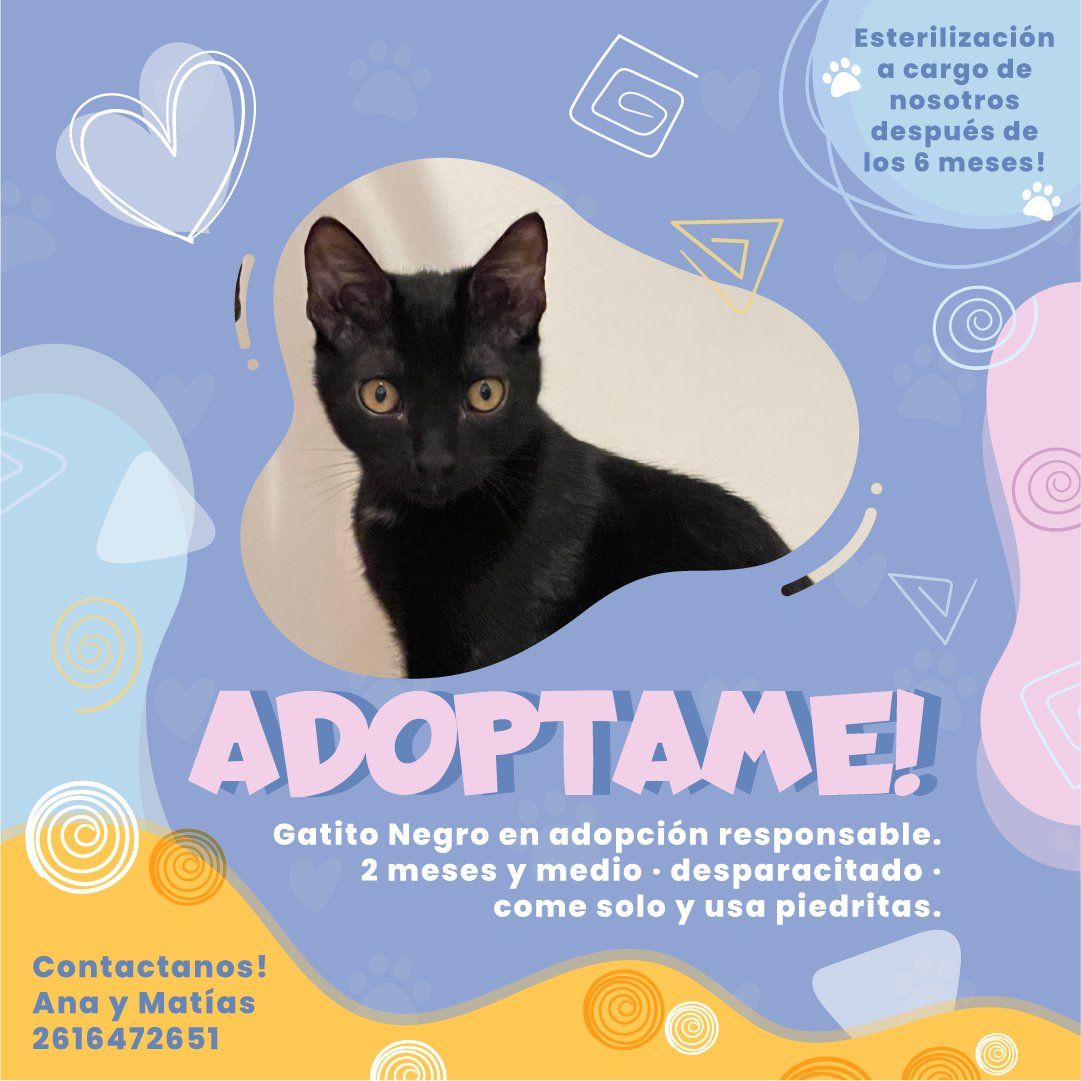 Esterilización
a cargo de
nosotros
después de
los 6 meses!
ADOPTAME!
Gatito Negro en adopción responsable.
2 meses y medio · desparacitado ·
come solo y usa piedritas.
Contactanos!
Ana y Matías
2616472651